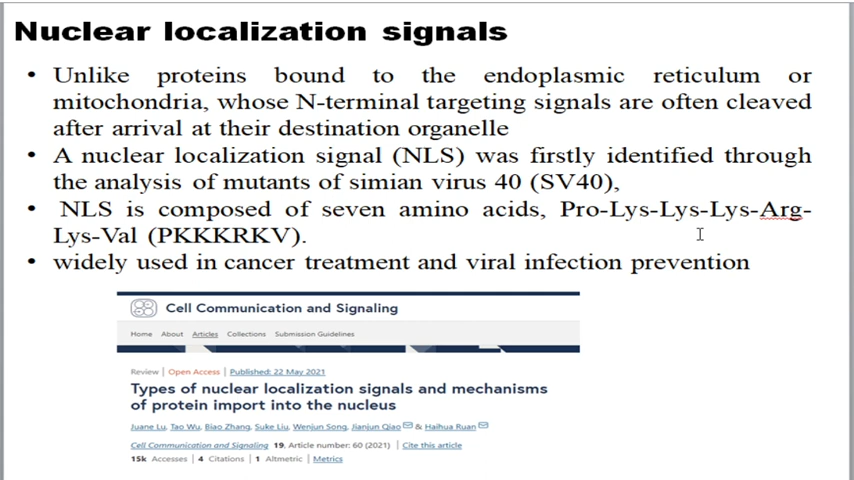 Nuclear localization signals
• Unlike proteins bound to the endoplasmic reticulum or
mitochondria, whose N-terminal targeting signals are often cleaved
after arrival at their destination organelle
• A nuclear localization signal (NLS) was firstly identified through
the analysis of mutants of simian virus 40 (SV40),
• NLS is composed of seven amino acids, Pro-Lys-Lys-Lys-Arg-
Lys-Val (PKKKRKV).
• widely used in cancer treatment and viral infection prevention
Cell Communication and Signaling
Home About Articles Collections Submission Guidelines
Review | Open Access | Published: 22 May 2021
Types of nuclear localization signals and mechanisms
of protein import into the nucleus
Juane Lu, Tao Wu, Biao Zhang, Suke Liu, Wenjun Song, Jianjun Qiao & Haihua Ruan
Cell Communication and Signaling 19, Article number: 60 (2021) | Cite this article
15k Accesses | 4 Citations | 1 Altmetric | Metrics